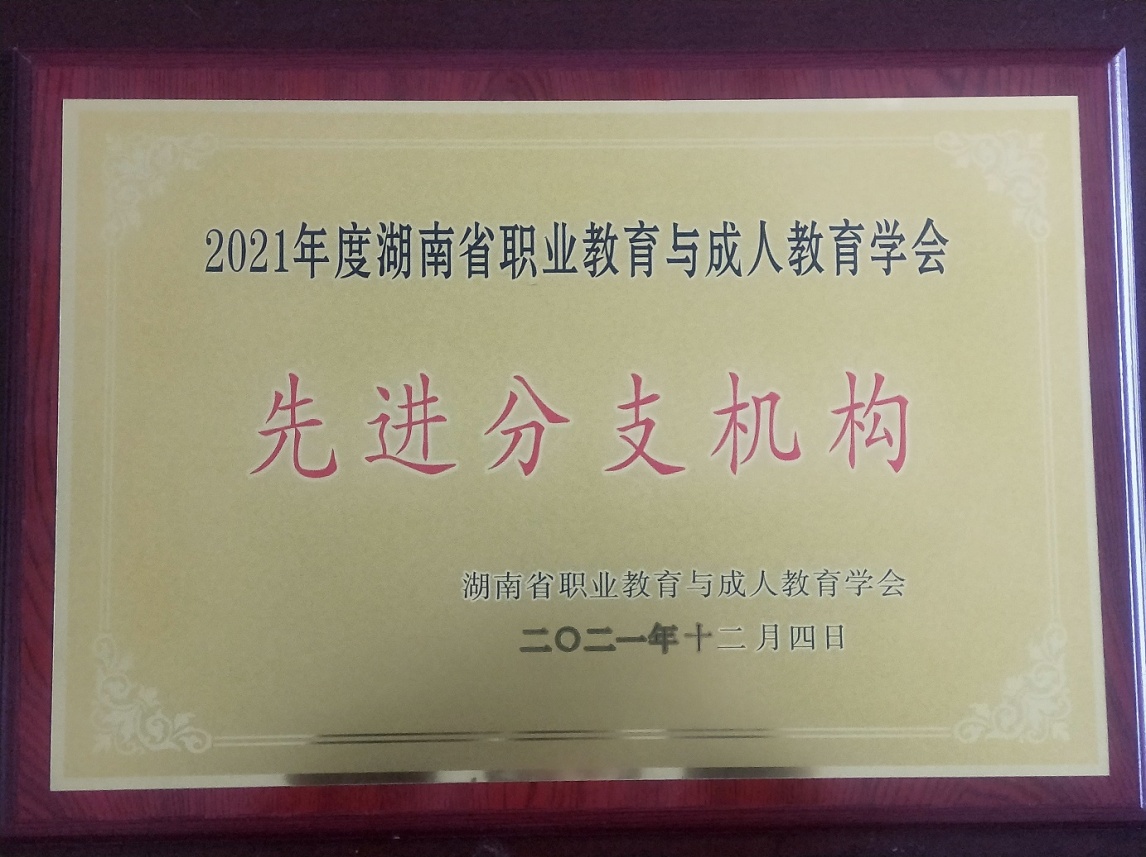 2021年度湖南省职业教育与成人教育学会
先进分支机构
湖南省职业教育与成人教育学会
二〇二一年十二月四日